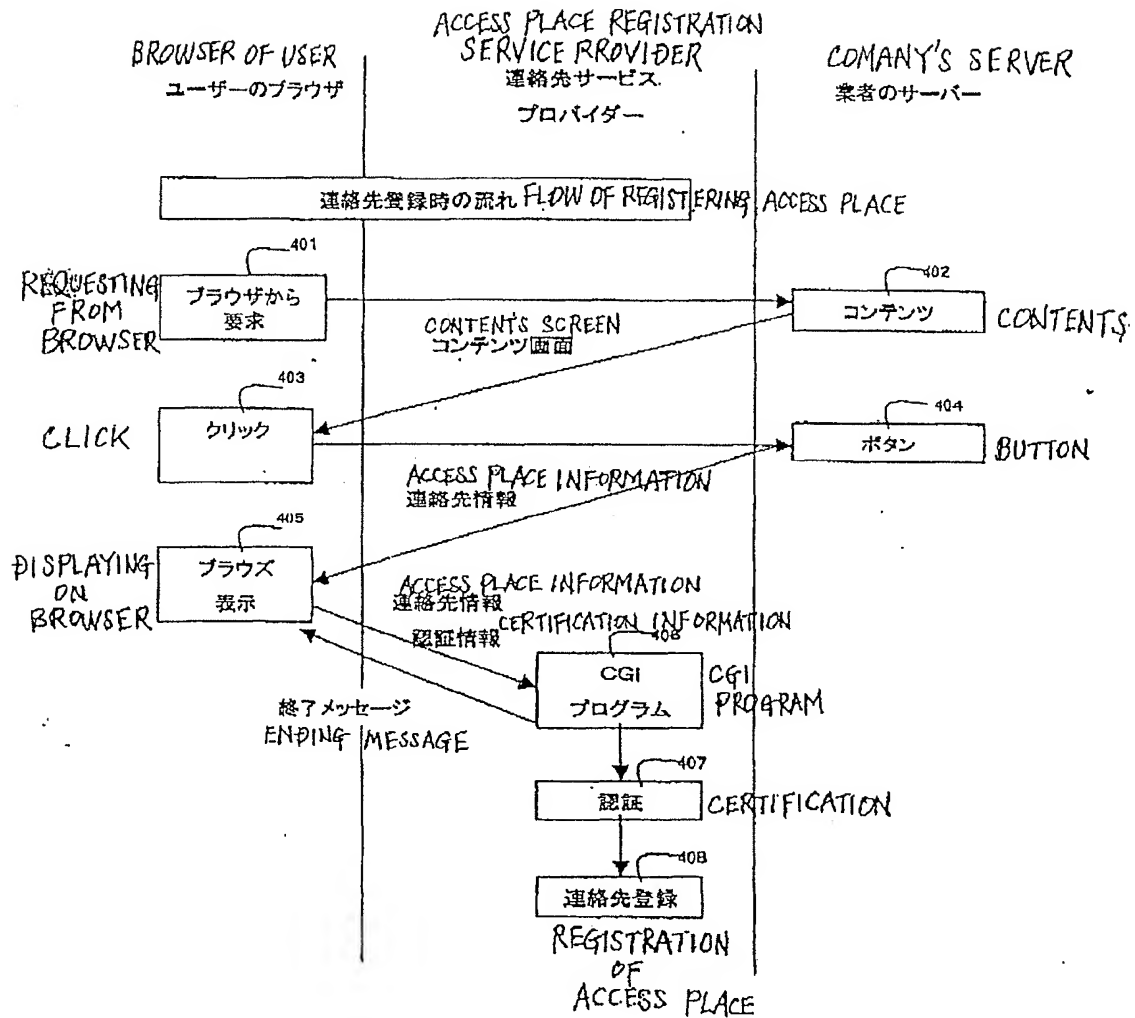 ACCESS PLACE REGISTRATION
BROWSER OF USER
SERVICE RROVIDER
COMANY'S SERVER
ユーザーのブラウザ
連絡先サービス
プロバイダー
業者のサーバー
連絡先登録時の流れ FLOW OF REGISTERING ACCESS PLACE
401
REQUESTING
FROM
BROWSER
ブラウザから
要求
402
コンテンツ
CONTENTS
CONTENTS SCREEN
コンテンツ画面
403
CLICK
クリック
404
ボタン
BUTTON
ACCESS PLACE INFORMATION
連絡先情報
405
DISPLAYING
ON
BROWSER
ブラウズ
表示
ACCESS PLACE INFORMATION
連絡先情報
CERTIFICATION INFORMATION
認証情報
406
CGI
プログラム
CGI
PROGRAM
終了メッセージ
ENDING MESSAGE
407
認証
CERTIFICATION
408
連絡先登録
REGISTRATION
OF
ACCESS PLACE